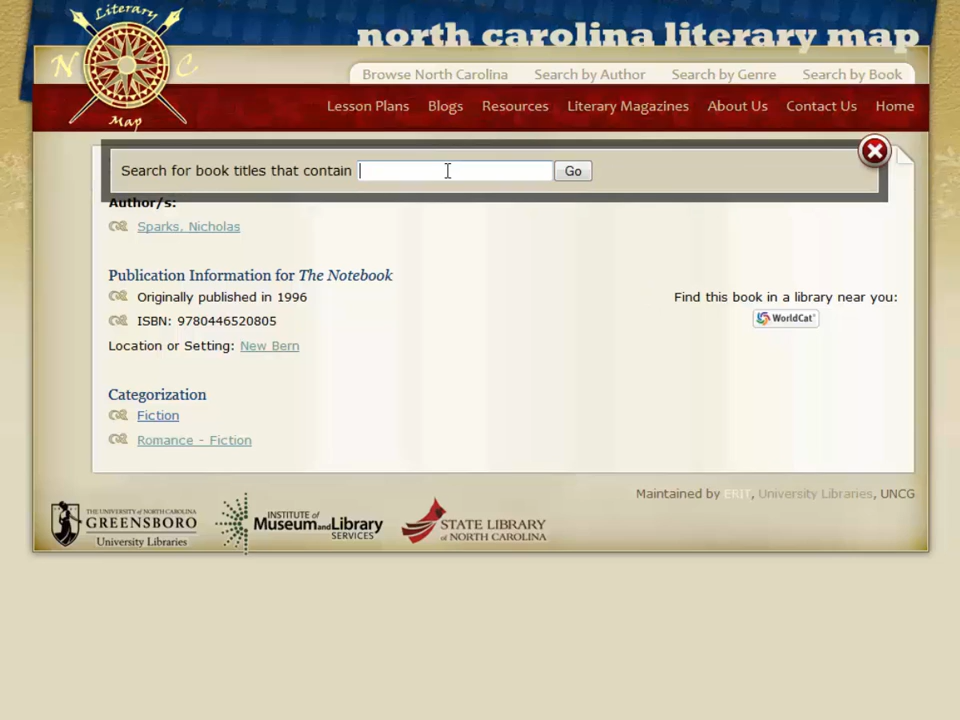 Literary
N C
Map
north carolina literary map
Browse North Carolina Search by Author Search by Genre Search by Book
Lesson Plans Blogs Resources Literary Magazines About Us Contact Us Home
Search for book titles that contain Go
Author/s:
Sparks, Nicholas
Publication Information for The Notebook
Originally published in 1996
ISBN: 9780446520805
Location or Setting: New Bern
Find this book in a library near you:
WorldCat
Categorization
Fiction
Romance - Fiction
Maintained by ERIT, University Libraries, UNCG
THE UNIVERSITY of NORTH CAROLINA
GREENSBORO
University Libraries
INSTITUTE of
Museum and Library
SERVICES
STATE LIBRARY
OF NORTH CAROLINA